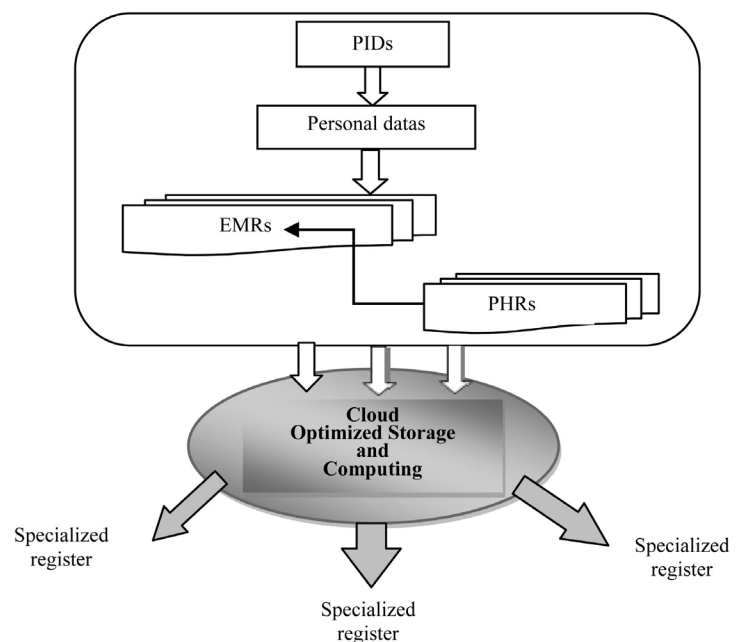 PIDs
Personal datas
EMRs
PHRs
Cloud
Optimized Storage
and
Computing
Specialized
register
Specialized
register
Specialized
register